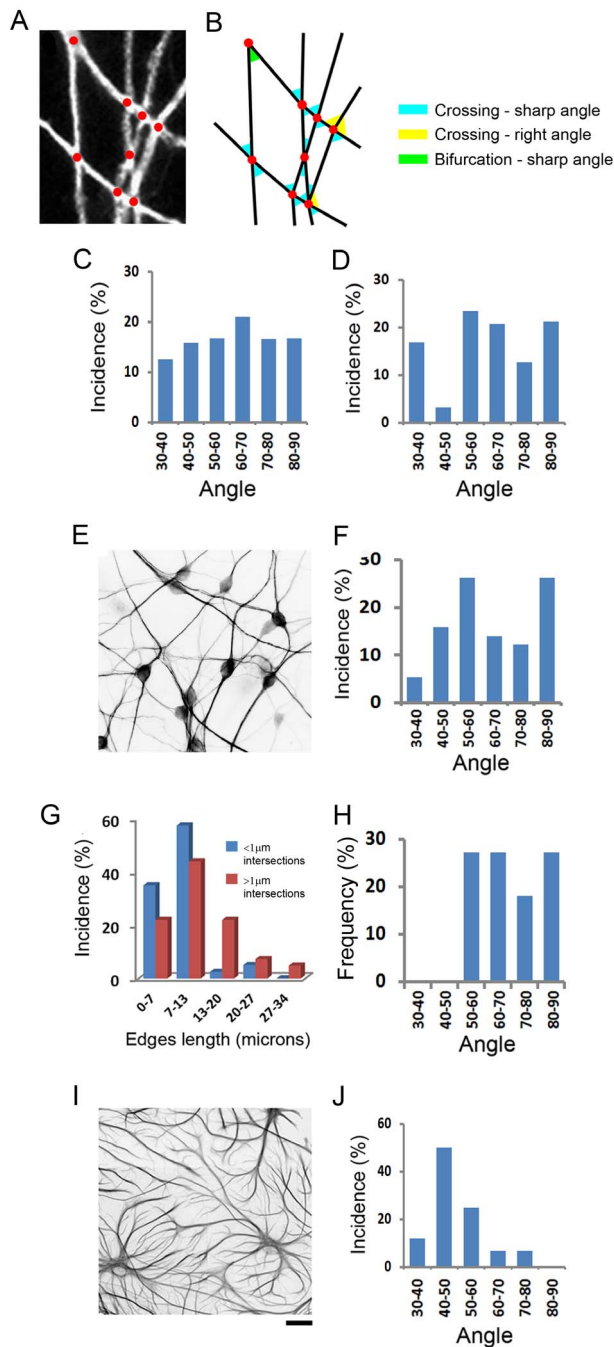 A
B
Crossing - sharp angle
Crossing - right angle
Bifurcation - sharp angle
C
Incidence (%)
30
20
10
0
30-40
40-50
50-60
60-70
70-80
80-90
Angle
D
Incidence (%)
30
20
10
0
30-40
40-50
50-60
60-70
70-80
80-90
Angle
E
F
Incidence (%)
30
20
10
0
30-40
40-50
50-60
60-70
70-80
80-90
Angle
G
Incidence (%)
60
40
20
0
<1μm
intersections
>1μm
intersections
0-7
7-13
13-20
20-27
27-34
Edges length (microns)
H
Frequency (%)
30
20
10
0
30-40
40-50
50-60
60-70
70-80
80-90
Angle
I
J
Incidence (%)
60
40
20
0
30-40
40-50
50-60
60-70
70-80
80-90
Angle